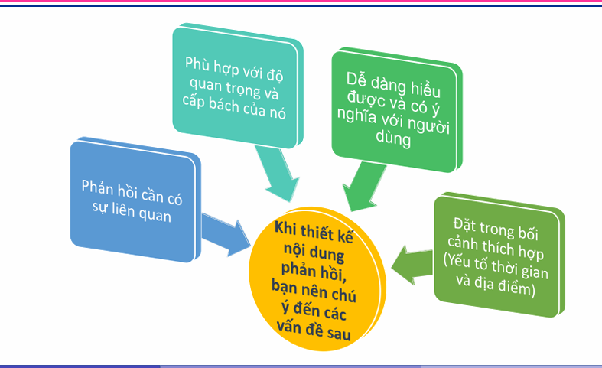 Phù hợp với độ
quan trọng và
cấp bách của nó
Dễ dàng hiểu
được và có ý
nghĩa với người
dùng
Phản hồi cần có
sự liên quan
Đặt trong bối
cảnh thích hợp
(Yếu tố thời gian
và địa điểm)
Khi thiết kế
nội dung
phản hồi,
bạn nên chú
ý đến các
vấn đề sau